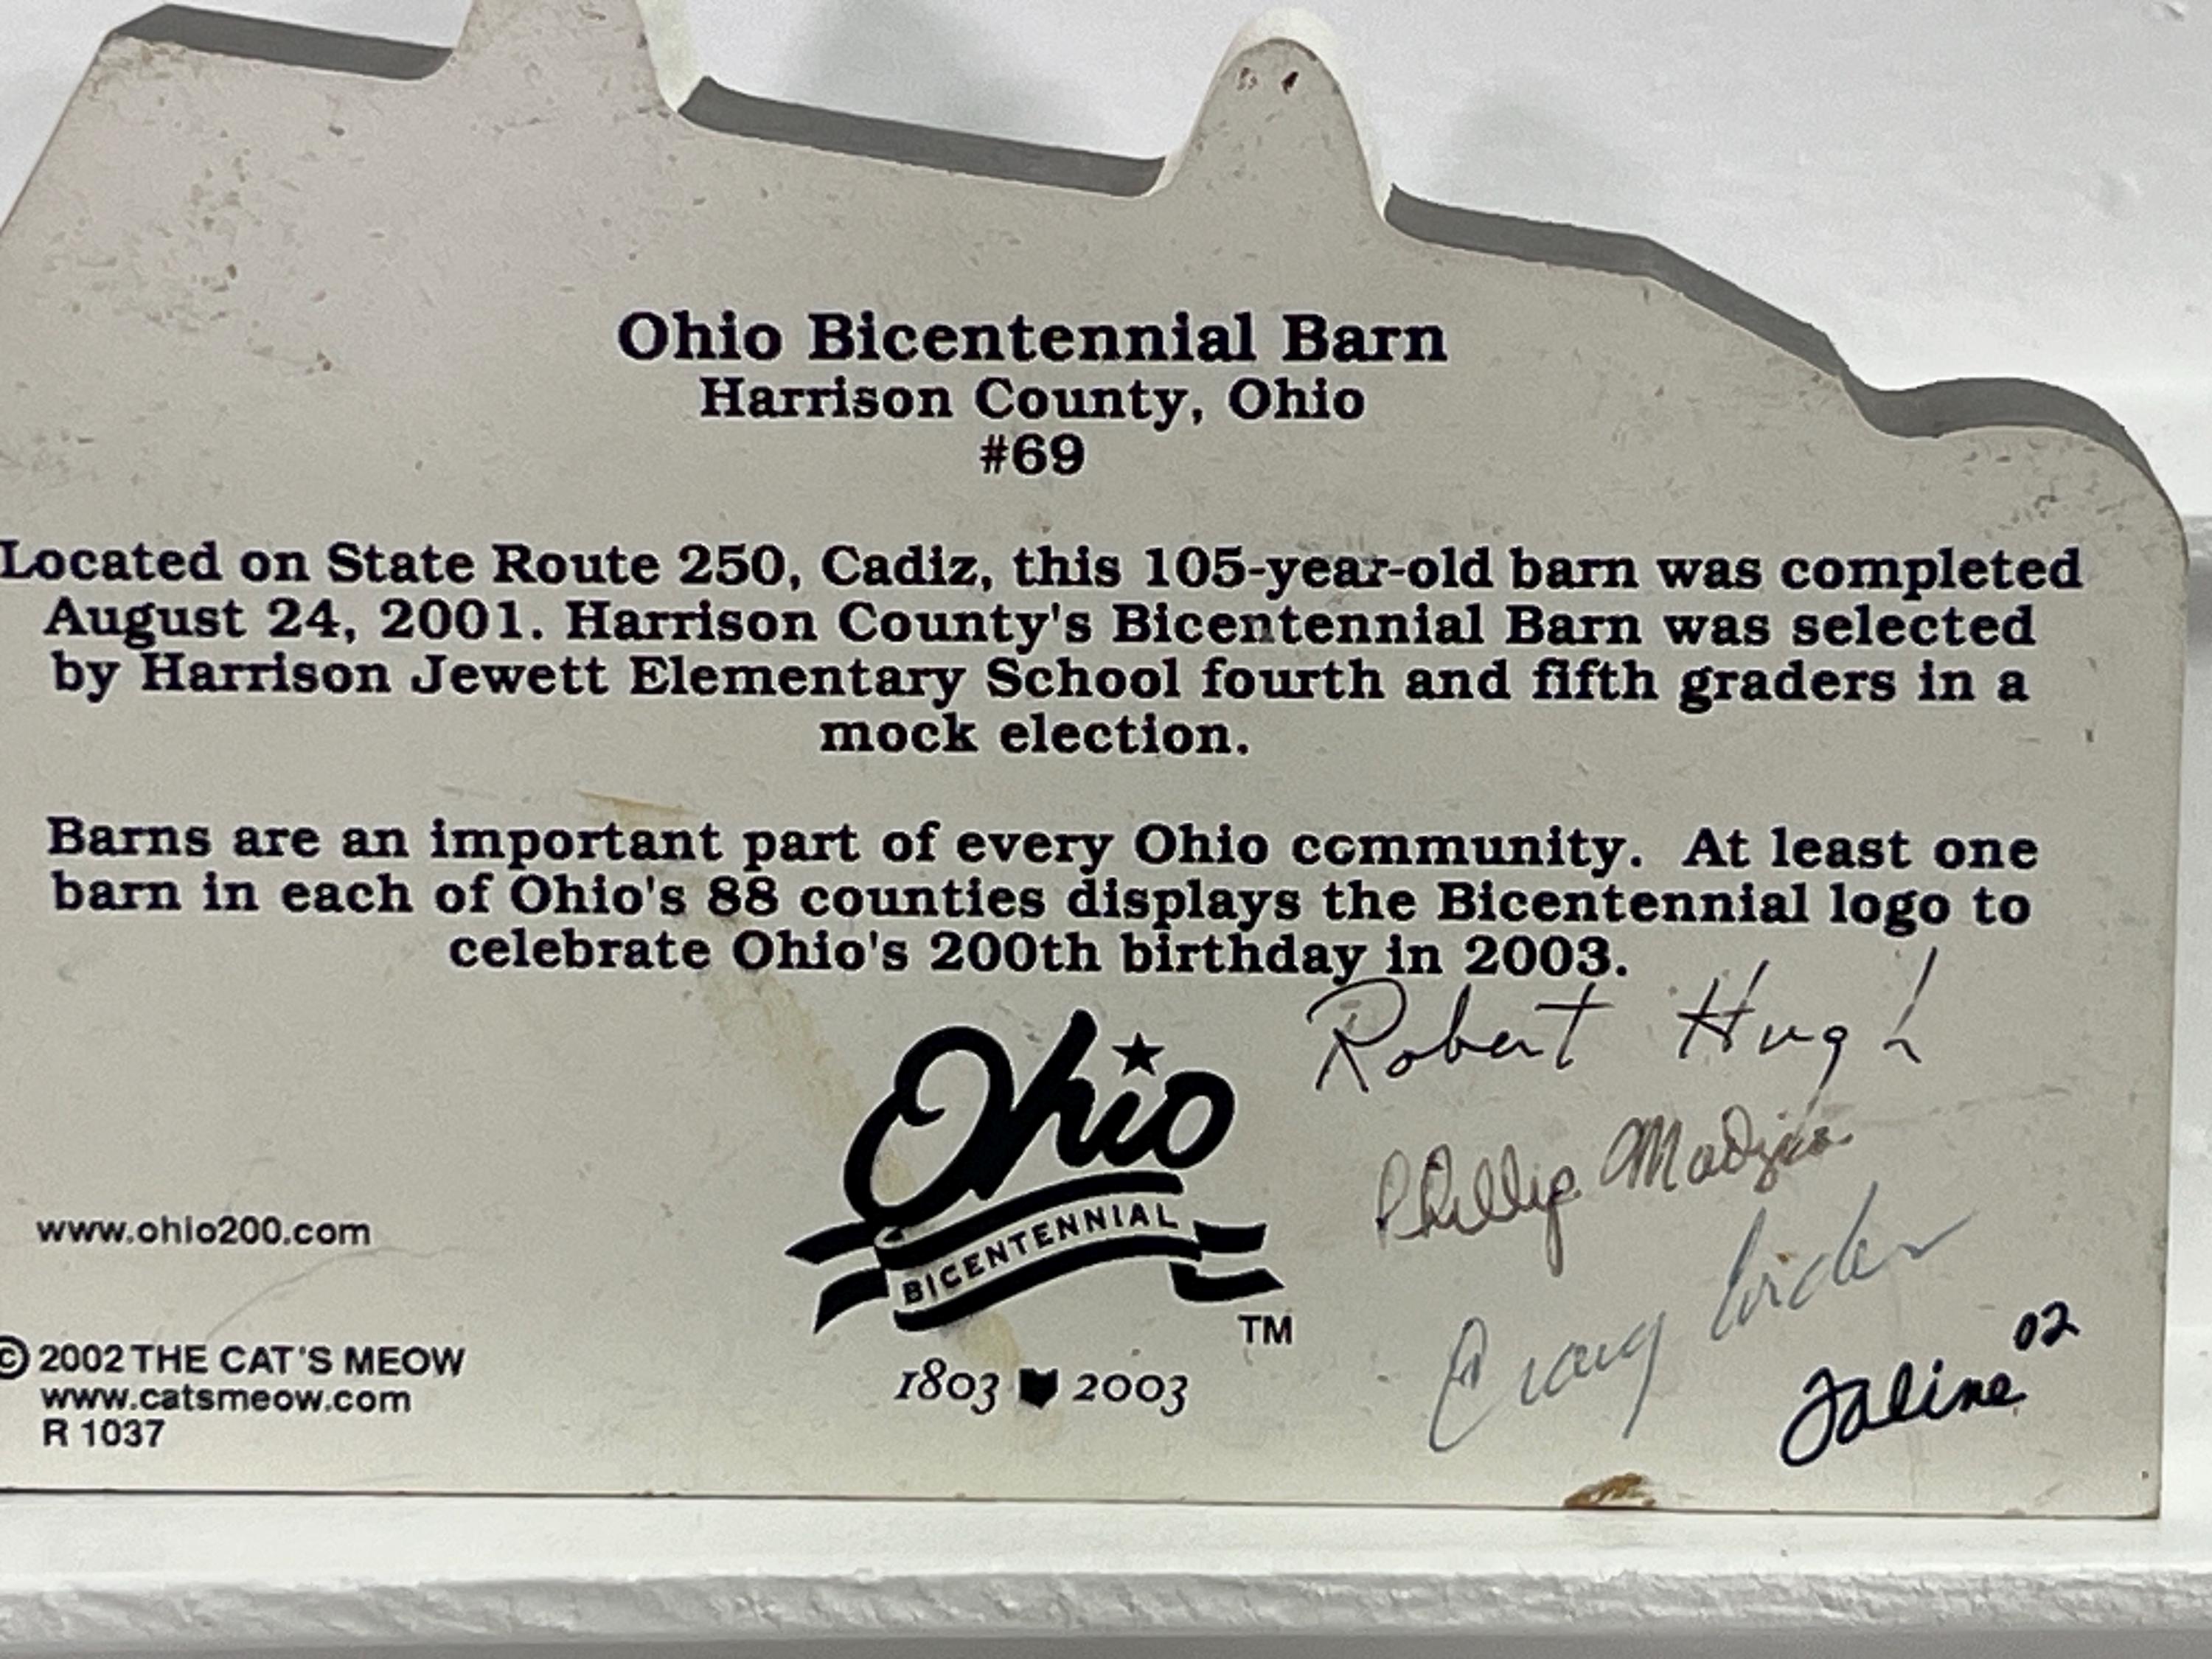 Ohio Bicentennial Barn
Harrison County, Ohio
#69
Located on State Route 250, Cadiz, this 105-year-old barn was completed
August 24, 2001. Harrison County's Bicentennial Barn was selected
by Harrison Jewett Elementary School fourth and fifth graders in a
mock election.
Barns are an important part of every Ohio community. At least one
barn in each of Ohio's 88 counties displays the Bicentennial logo to
celebrate Ohio's 200th birthday in 2003.
Robert Hugh
Phillip
Craig
Faline 02
Ohio
BICENTENNIAL
TM
1803 2003
www.ohio200.com
© 2002 THE CAT'S MEOW
www.catsmeow.com
R 1037